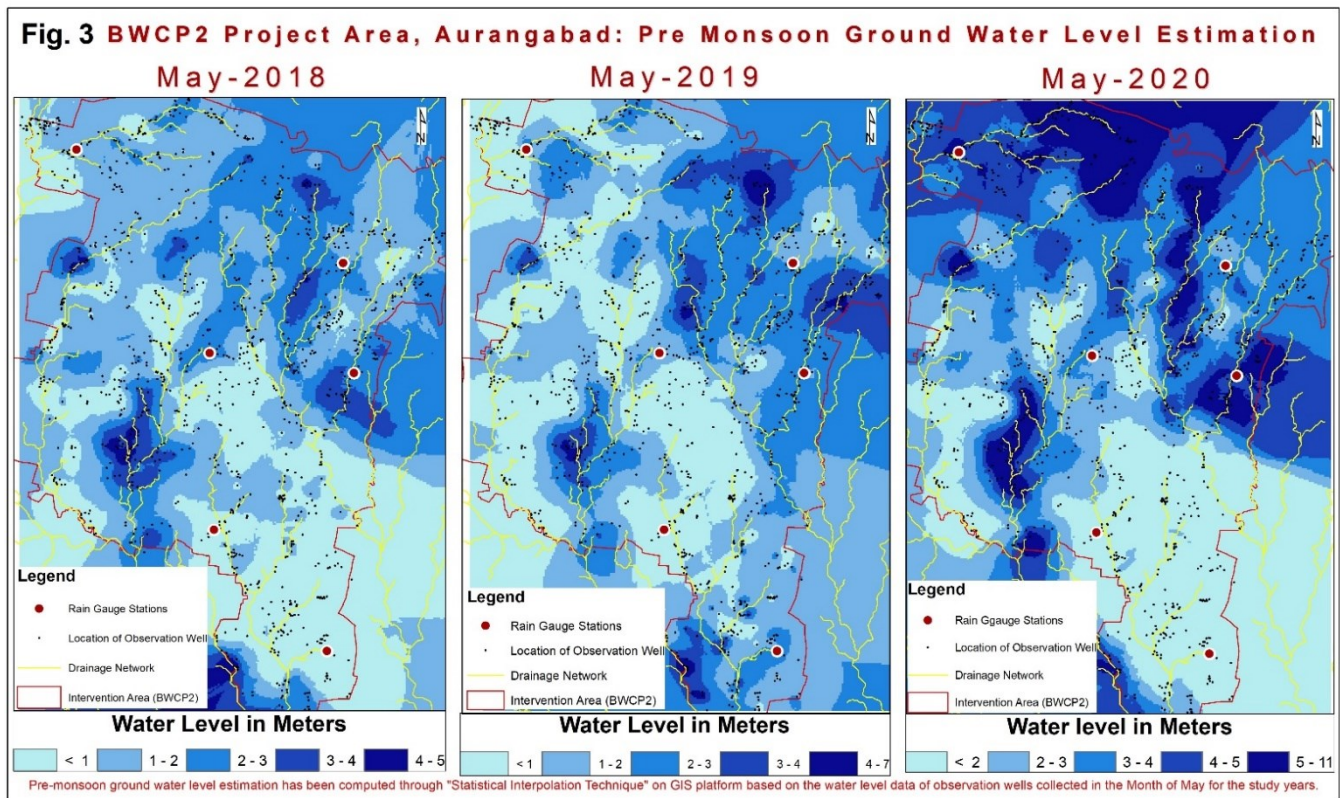 Fig. 3 BWCP2 Project Area, Aurangabad: Pre Monsoon Ground Water Level Estimation
May-2018
May-2019
May-2020
N
N
N
Legend
Rain Gauge Stations
Location of Observation Well
Drainage Network
Intervention Area (BWCP2)
Water Level in Meters
< 1
1 - 2
2 - 3
3 - 4
4 - 5
Legend
Rain Gauge Stations
Location of Observation Well
Drainage Network
Intervention Area (BWCP2)
Water Level in Meters
< 1
1 - 2
2 - 3
3 - 4
4 - 7
Legend
Rain Ggauge Stations
Location of Observation Well
Drainage Network
Intervention Area (BWCP2)
Water level in Meters
< 2
2 - 3
3 - 4
4 - 5
5 - 11
Pre-monsoon ground water level estimation has been computed through "Statistical Interpolation Technique" on GIS platform based on the water level data of observation wells collected in the Month of May for the study years.